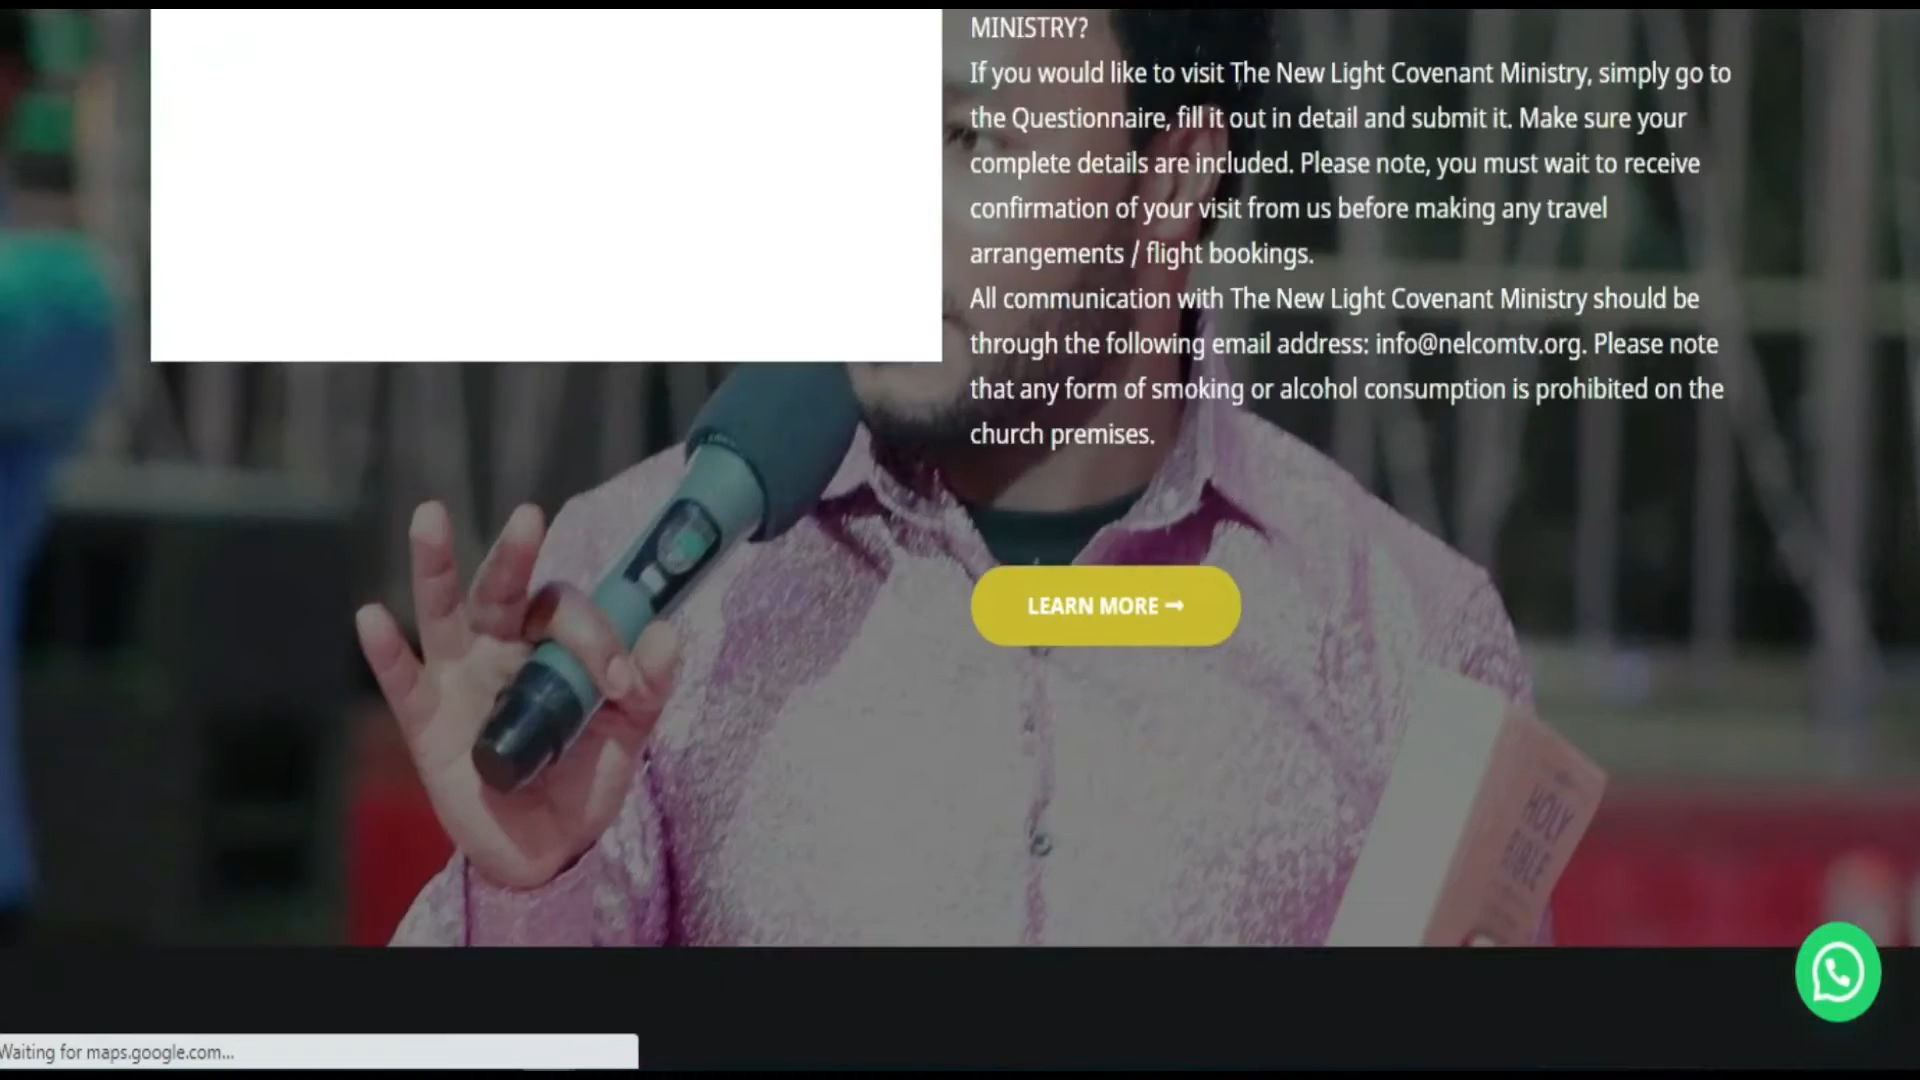 MINISTRY?
If you would like to visit The New Light Covenant Ministry, simply go to
the Questionnaire, fill it out in detail and submit it. Make sure your
complete details are included. Please note, you must wait to receive
confirmation of your visit from us before making any travel
arrangements / flight bookings.
All communication with The New Light Covenant Ministry should be
through the following email address: info@nelcomtv.org. Please note
that any form of smoking or alcohol consumption is prohibited on the
church premises.
LEARN MORE ➞
HOLY
BIBLE
Waiting for maps.google.com...